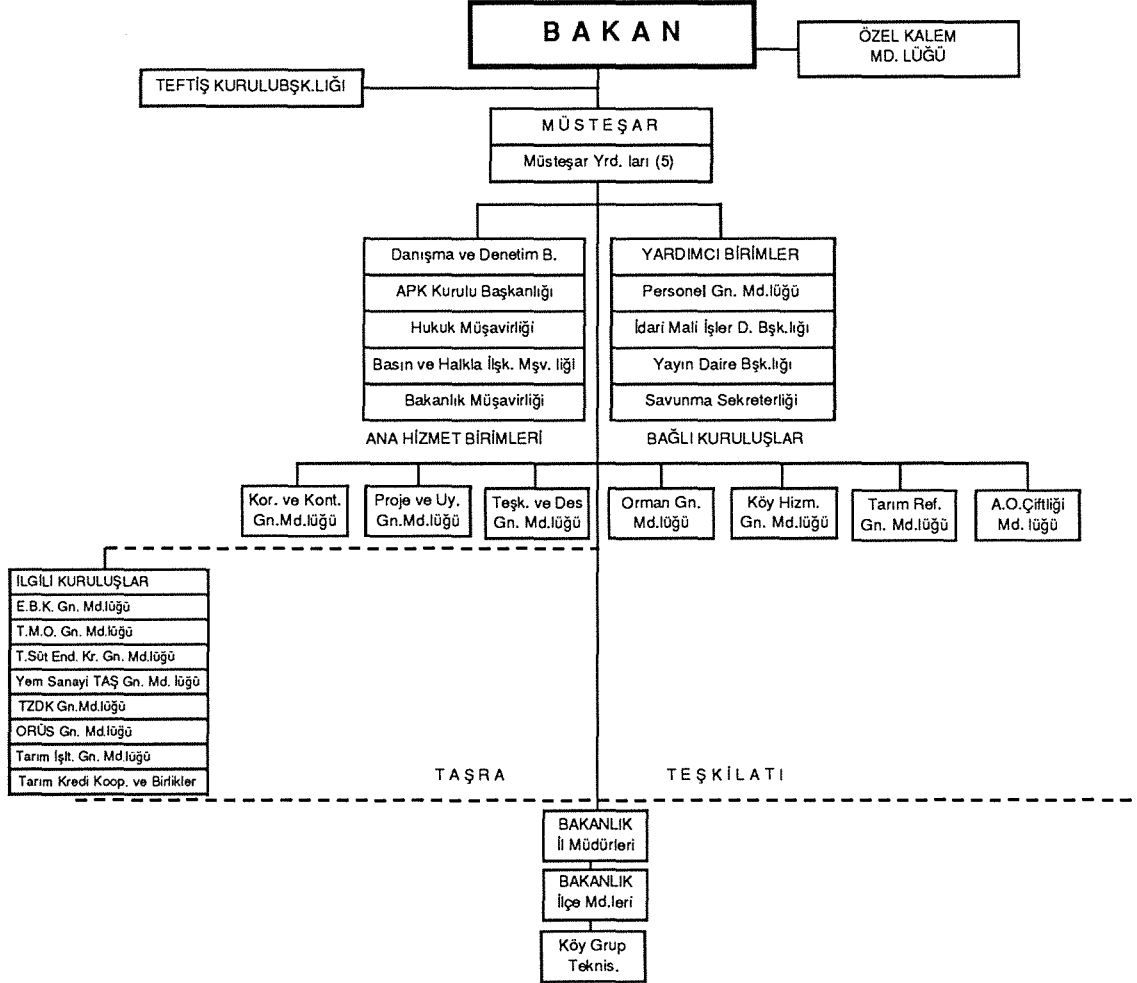 BAKAN
ÖZEL KALEM
MD. LÜĞÜ
TEFTİŞ KURULUBŞK.LIĞI
MÜSTEŞAR
Müsteşar Yrd. ları (5)
Danışma ve Denetim B.
APK Kurulu Başkanlığı
Hukuk Müşavirliği
Basın ve Halkla İlşk. Mşv. liği
Bakanlık Müşavirliği
YARDIMCI BİRİMLER
Personel Gn. Md.lüğü
İdari Mali İşler D. Bşk.lığı
Yayın Daire Bşk.lığı
Savunma Sekreterliği
ANA HİZMET BİRİMLERİ
BAĞLI KURULUŞLAR
Kor. ve Kont.
Gn.Md.lüğü
Proje ve Uy.
Gn.Md.lüğü
Teşk. ve Des
Gn. Md.lüğü
Orman Gn.
Md.lüğü
Köy Hizm.
Gn. Md.lüğü
Tarım Ref.
Gn. Md.lüğü
A.O.Çiftliği
Md. lüğü
İLGİLİ KURULUŞLAR
E.B.K. Gn. Md.lüğü
T.M.O. Gn. Md.lüğü
T.Süt End. Kr. Gn. Md.lüğü
Yem Sanayi TAŞ Gn. Md. lüğü
TZDK Gn.Md.lüğü
ORÜS Gn. Md.lüğü
Tarım İşlt. Gn. Md.lüğü
Tarım Kredi Koop. ve Birlikler
TAŞRA TEŞKİLATI
BAKANLIK
İl Müdürleri
BAKANLIK
İlçe Md.leri
Köy Grup
Teknis.